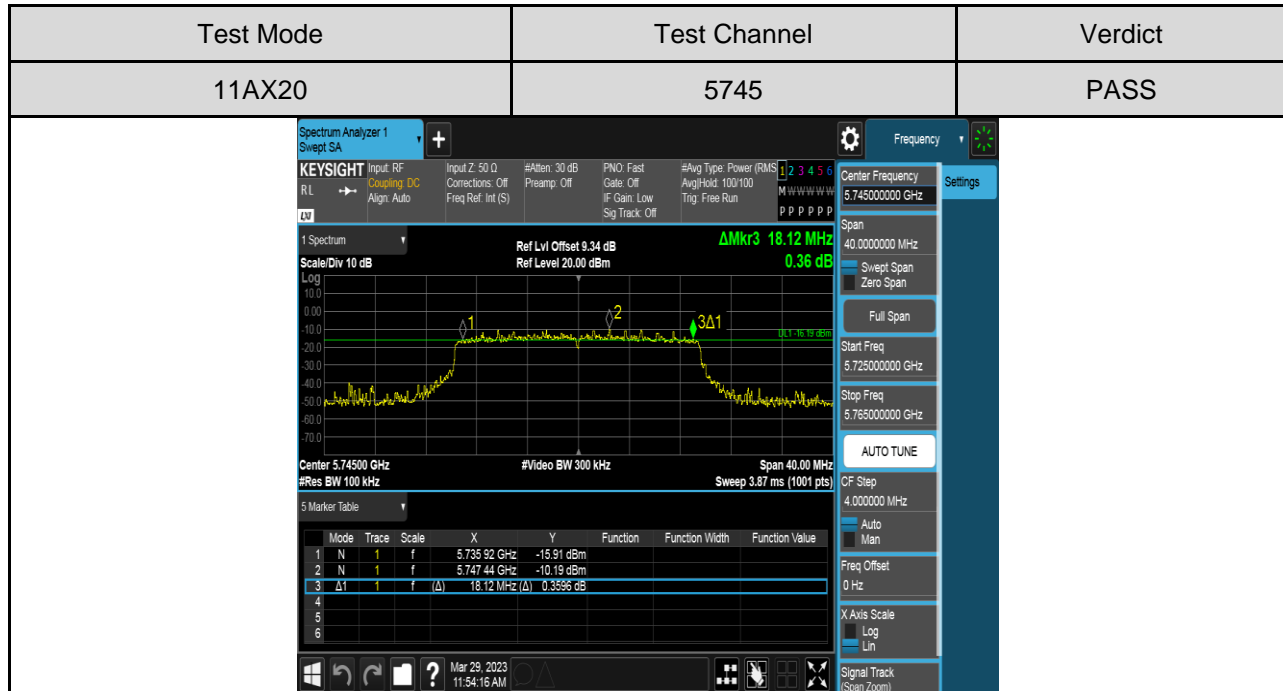 Test Mode Test Channel Verdict
11AX20 5745 PASS
Spectrum Analyzer 1
Swept SA
+
Frequency
KEYSIGHT Input: RF Input Z: 50 Ω #Atten: 30 dB PNO: Fast #Avg Type: Power (RMS 1 2 3 4 5 6
RL Coupling: DC Corrections: Off Preamp: Off Gate: Off Avg|Hold: 100/100 M W W W W W
Align: Auto Freq Ref: Int (S) IF Gain: Low Trig: Free Run
LXI Sig Track: Off P P P P P P
1 Spectrum
Ref Lvl Offset 9.34 dB ΔMkr3 18.12 MHz
Scale/Div 10 dB Ref Level 20.00 dBm 0.36 dB
Log
10.0
0.00
-10.0
-20.0
-30.0
-40.0
-50.0
-60.0
-70.0
1
2
3Δ1
DL1 -16.19 dBm
Center 5.74500 GHz #Video BW 300 kHz Span 40.00 MHz
#Res BW 100 kHz Sweep 3.87 ms (1001 pts)
5 Marker Table
Mode Trace Scale X Y Function Function Width Function Value
1 N 1 f 5.735 92 GHz -15.91 dBm
2 N 1 f 5.747 44 GHz -10.19 dBm
3 Δ1 1 f (Δ) 18.12 MHz (Δ) 0.3596 dB
4
5
6
?
Mar 29, 2023
11:54:16 AM
Center Frequency
5.745000000 GHz
Settings
Span
40.0000000 MHz
Swept Span
Zero Span
Full Span
Start Freq
5.725000000 GHz
Stop Freq
5.765000000 GHz
AUTO TUNE
CF Step
4.000000 MHz
Auto
Man
Freq Offset
0 Hz
X Axis Scale
Log
Lin
Signal Track
(Span Zoom)